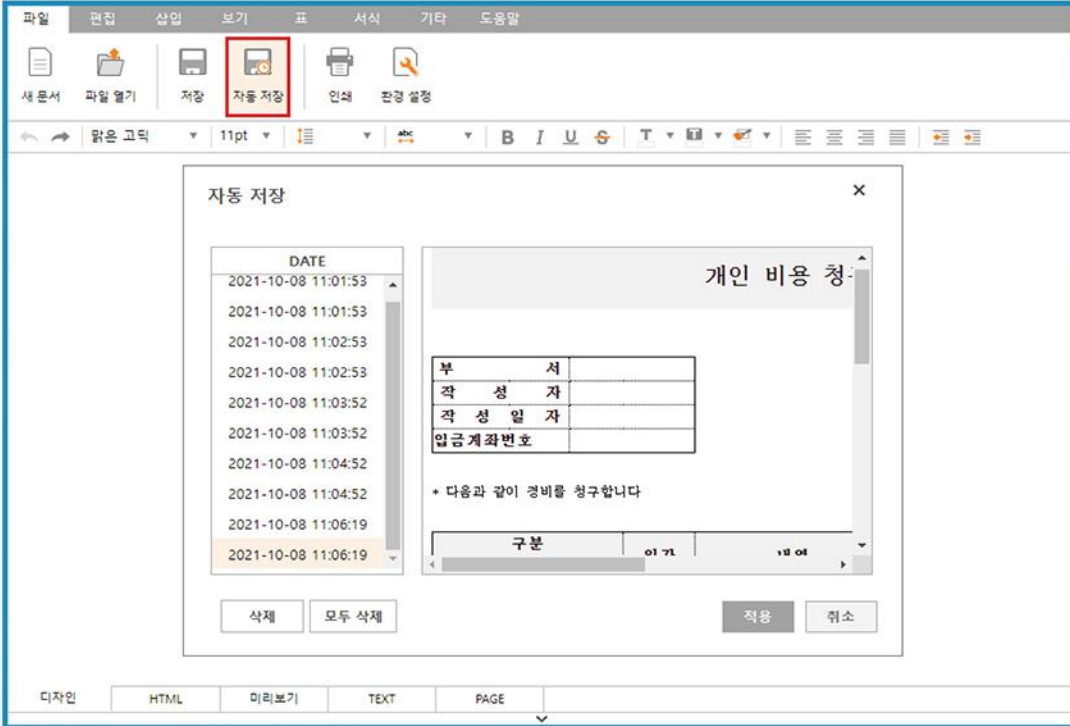 파일 편집 삽입 보기 표 서식 기타 도움말
새 문서 파일 열기 저장 자동 저장 인쇄 환경 설정
맑은 고딕 11pt abc B I U S T T
자동 저장
DATE
2021-10-08 11:01:53
2021-10-08 11:01:53
2021-10-08 11:02:53
2021-10-08 11:02:53
2021-10-08 11:03:52
2021-10-08 11:03:52
2021-10-08 11:04:52
2021-10-08 11:04:52
2021-10-08 11:06:19
2021-10-08 11:06:19
개인 비용 청
부 서
작 성 자
작 성 일 자
입금계좌번호
* 다음과 같이 경비를 청구합니다
구분
삭제 모두 삭제 적용 취소
디자인 HTML 미리보기 TEXT PAGE